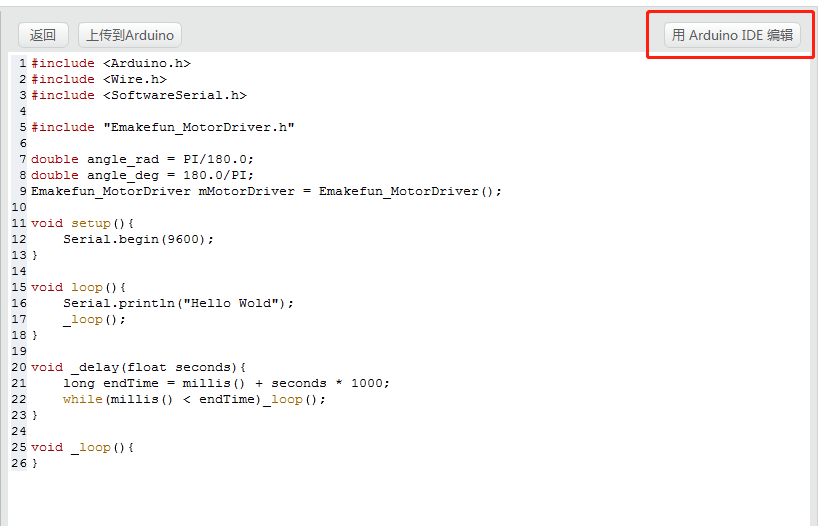 返回 上传到Arduino 用 Arduino IDE 编辑
1 #include <Arduino.h>
2 #include <Wire.h>
3 #include <SoftwareSerial.h>
4
5 #include "Emakefun_MotorDriver.h"
6
7 double angle_rad = PI/180.0;
8 double angle_deg = 180.0/PI;
9 Emakefun_MotorDriver mMotorDriver = Emakefun_MotorDriver();
10
11 void setup(){
12     Serial.begin(9600);
13 }
14
15 void loop(){
16     Serial.println("Hello Wold");
17     _loop();
18 }
19
20 void _delay(float seconds){
21     long endTime = millis() + seconds * 1000;
22     while(millis() < endTime)_loop();
23 }
24
25 void _loop(){
26 }